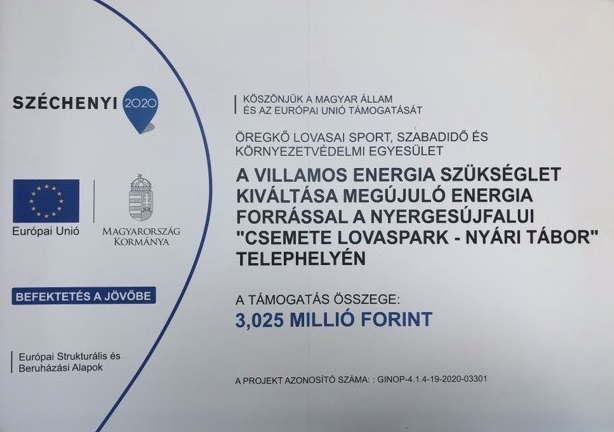 SZÉCHENYI 2020
KÖSZÖNJÜK A MAGYAR ÁLLAM
ÉS AZ EURÓPAI UNIÓ TÁMOGATÁSÁT
ÖREGKŐ LOVASAI SPORT, SZABADIDŐ ÉS
KÖRNYEZETVÉDELMI EGYESÜLET
A VILLAMOS ENERGIA SZÜKSÉGLET
KIVÁLTÁSA MEGÚJULÓ ENERGIA
FORRÁSSAL A NYERGESÚJFALUI
"CSEMETE LOVASPARK - NYÁRI TÁBOR"
TELEPHELYÉN
Európai Unió
MAGYARORSZÁG
KORMÁNYA
BEFEKTETÉS A JÖVŐBE
A TÁMOGATÁS ÖSSZEGE:
3,025 MILLIÓ FORINT
Európai Strukturális és
Beruházási Alapok
A PROJEKT AZONOSÍTÓ SZÁMA: : GINOP-4.1.4-19-2020-03301